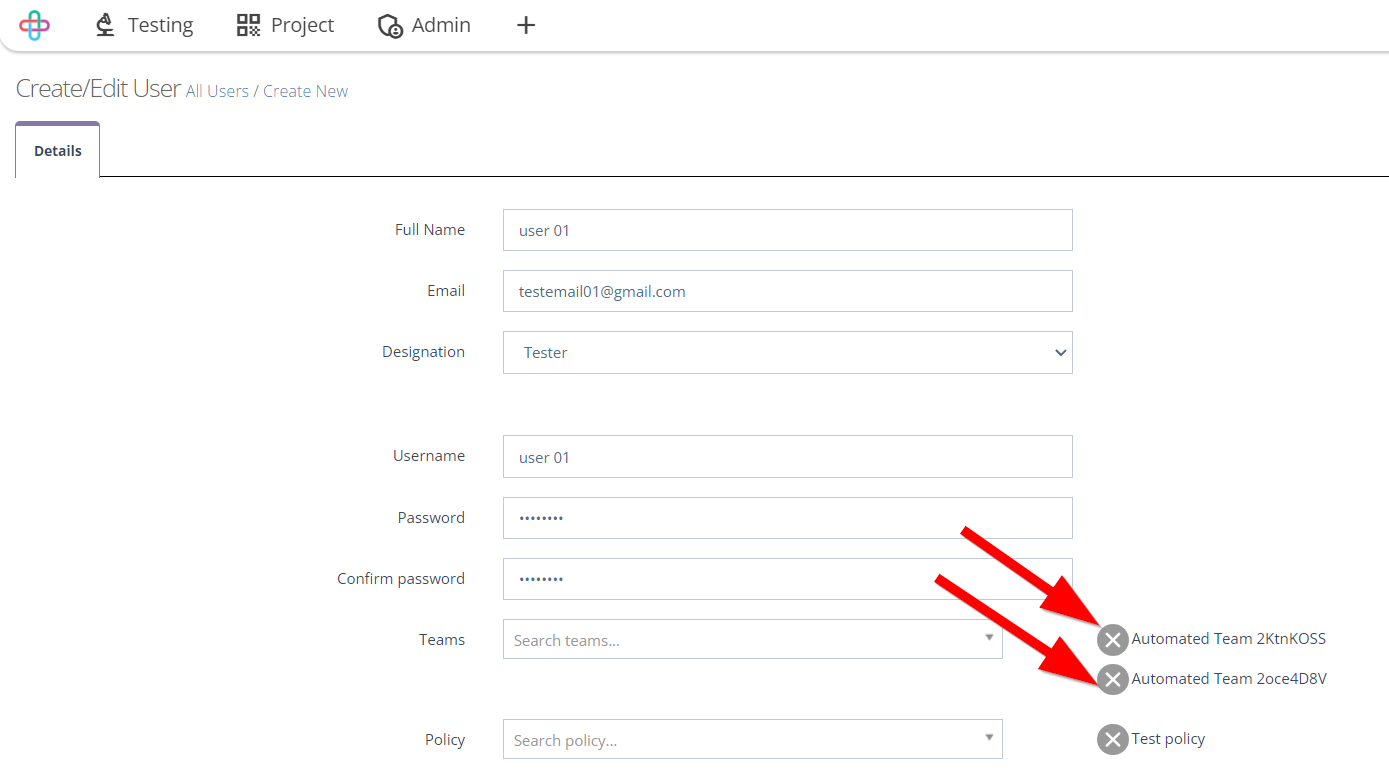 Testing Project Admin +
Create/Edit User All Users / Create New
Details
Full Name user 01
Email testemail01@gmail.com
Designation Tester
Username user 01
Password ••••••••
Confirm password ••••••••
Teams Search teams... Automated Team 2KtnKOSS
Automated Team 2oce4D8V
Policy Search policy... Test policy